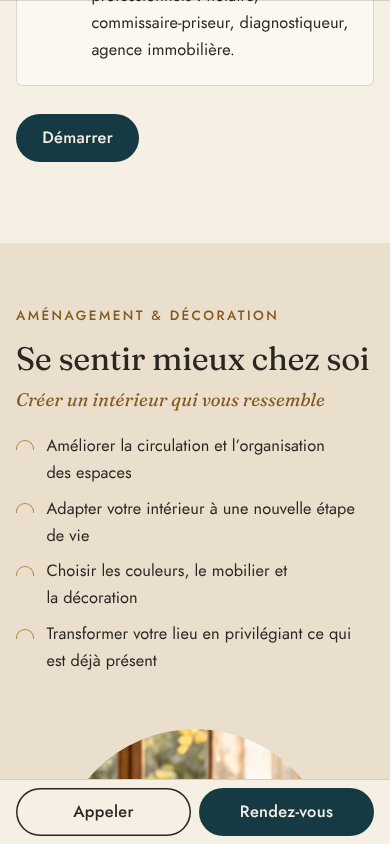 commissaire-priseur, diagnostiqueur,
agence immobilière.
Démarrer
AMÉNAGEMENT & DÉCORATION
Se sentir mieux chez soi
Créer un intérieur qui vous ressemble
Améliorer la circulation et l’organisation
des espaces
Adapter votre intérieur à une nouvelle étape
de vie
Choisir les couleurs, le mobilier et
la décoration
Transformer votre lieu en privilégiant ce qui
est déjà présent
Appeler
Rendez-vous